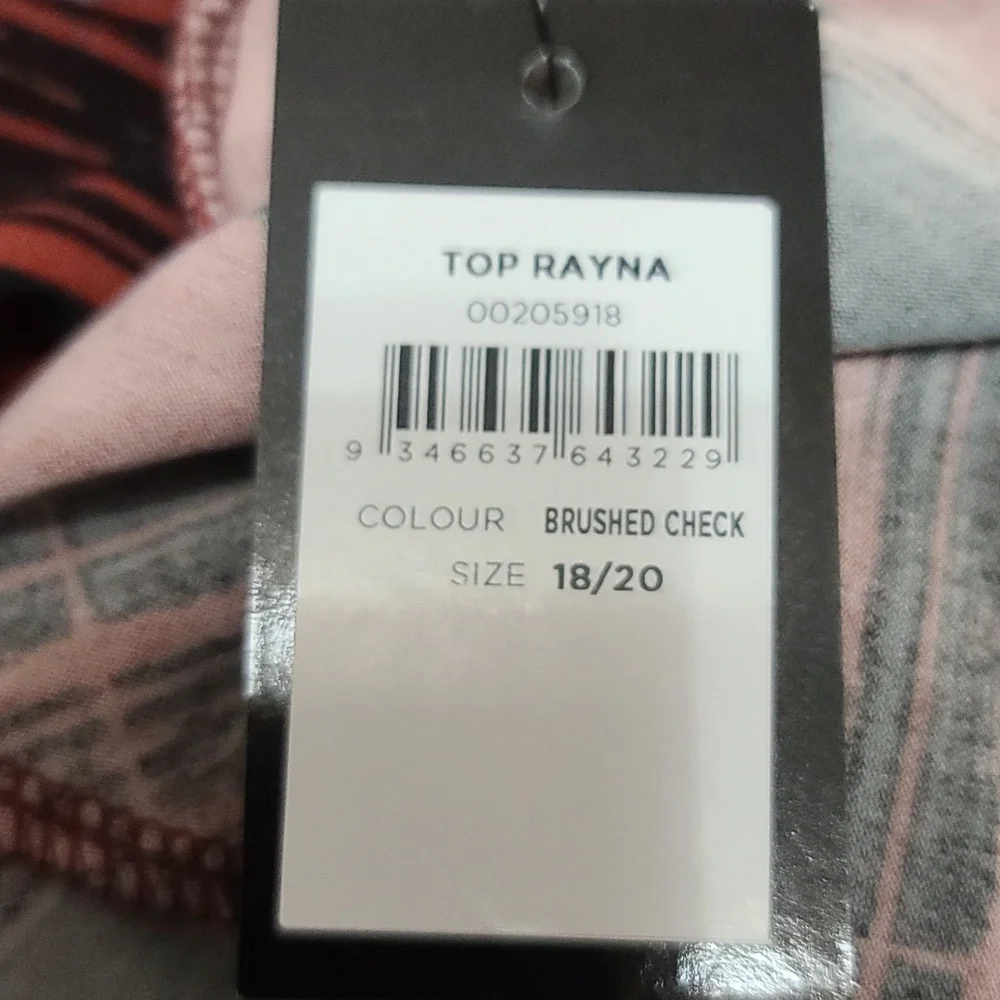 TOP RAYNA
00205918
9 346637 643229
COLOUR BRUSHED CHECK
SIZE 18/20